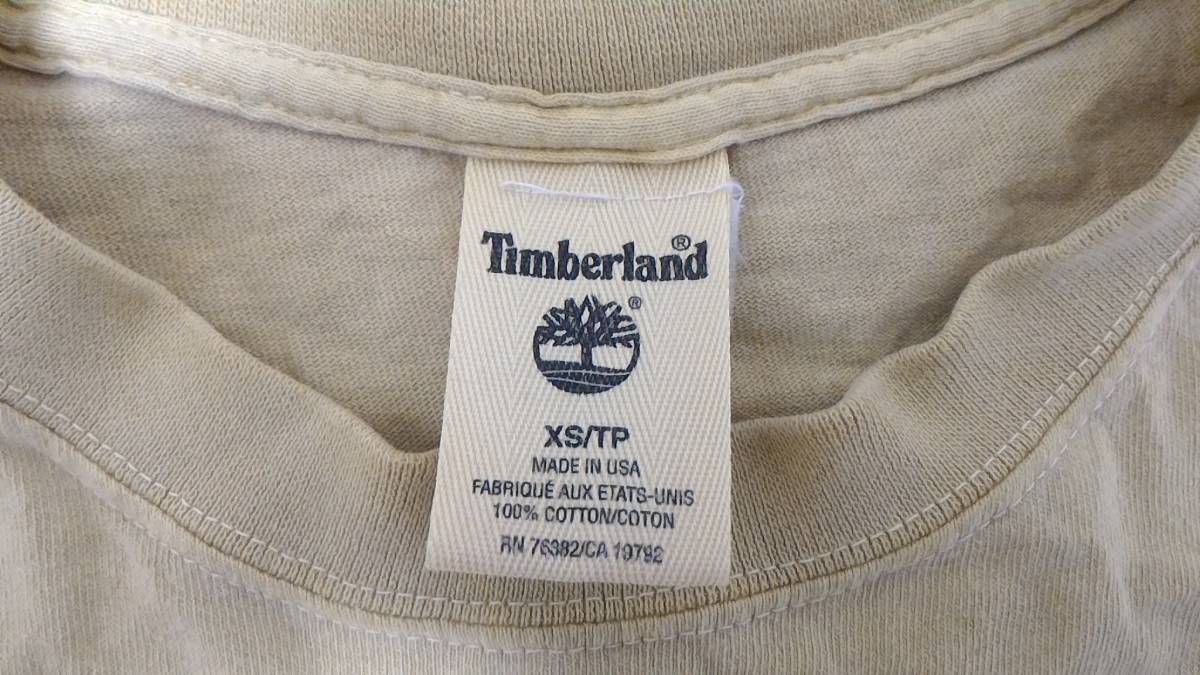 Timberland®
®
XS/TP
MADE IN USA
FABRIQUÉ AUX ETATS-UNIS
100% COTTON/COTON
RN 76382/CA 19792